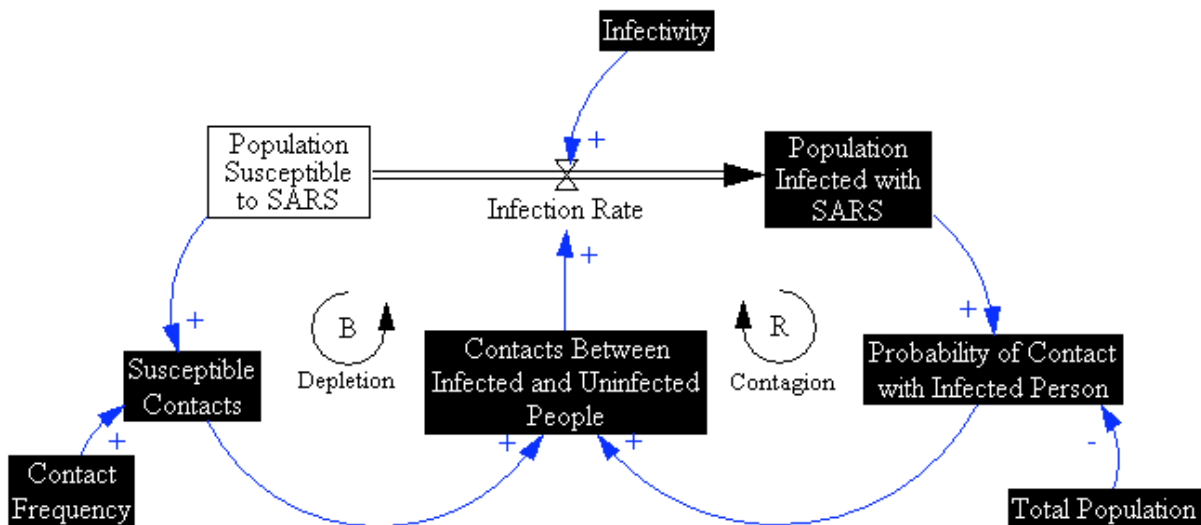 Infectivity
+
Population
Susceptible
to SARS
Population
Infected with
SARS
Infection Rate
+
+
+
B
Depletion
R
Contagion
Susceptible
Contacts
Contacts Between
Infected and Uninfected
People
Probability of Contact
with Infected Person
+
+
+
-
Contact
Frequency
Total Population